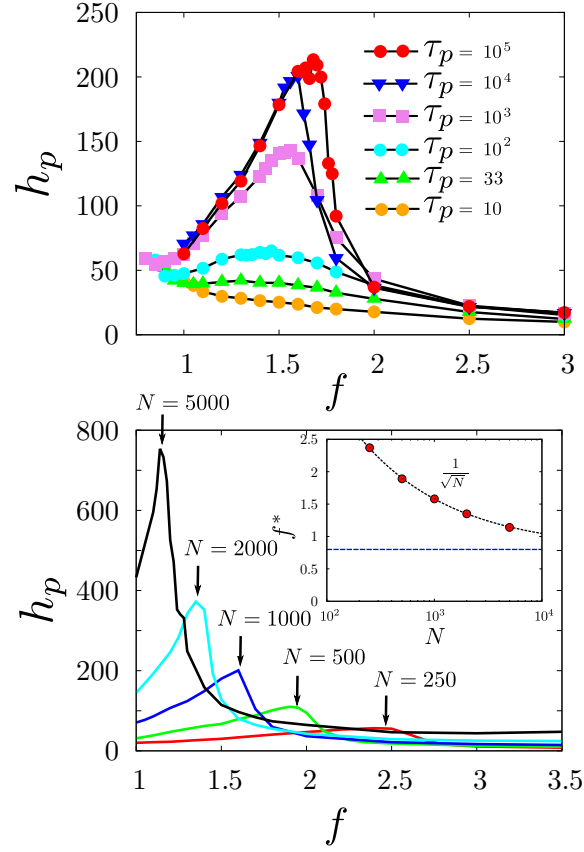 250
200
150
100
50
0
h_p
τ_p = 10^5
τ_p = 10^4
τ_p = 10^3
τ_p = 10^2
τ_p = 33
τ_p = 10
1 1.5 2 2.5 3
f
N = 5000
800
600
400
200
0
h_p
N = 2000
N = 1000
N = 500
N = 250
2.5
2
1.5
1
0.5
0
f*
1/√N
10^2 10^3 10^4
N
1 1.5 2 2.5 3 3.5
f